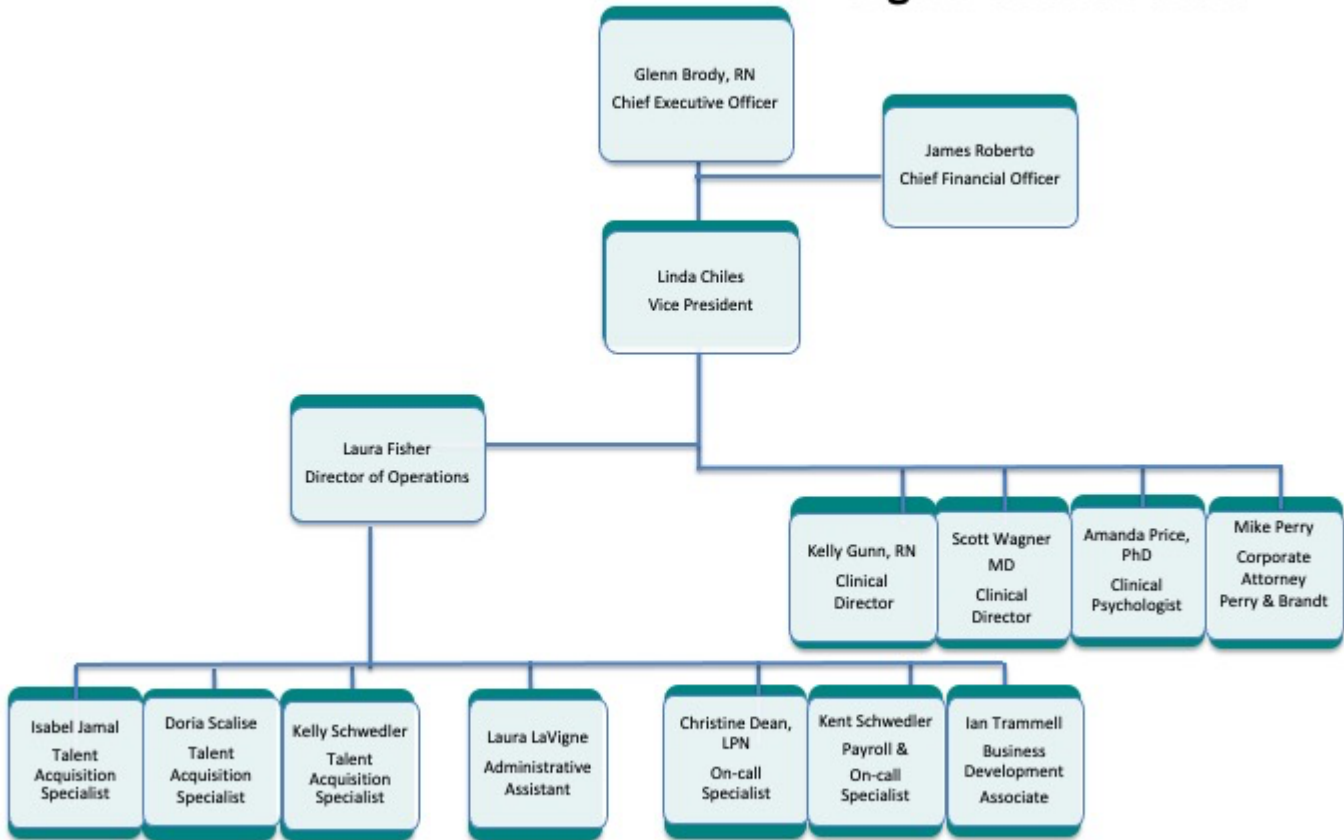 Glenn Brody, RN
Chief Executive Officer
James Roberto
Chief Financial Officer
Linda Chiles
Vice President
Laura Fisher
Director of Operations
Kelly Gunn, RN
Clinical
Director
Scott Wagner
MD
Clinical
Director
Amanda Price,
PhD
Clinical
Psychologist
Mike Perry
Corporate
Attorney
Perry & Brandt
Isabel Jamal
Talent
Acquisition
Specialist
Doria Scalise
Talent
Acquisition
Specialist
Kelly Schwedler
Talent
Acquisition
Specialist
Laura LaVigne
Administrative
Assistant
Christine Dean,
LPN
On-call
Specialist
Kent Schwedler
Payroll &
On-call
Specialist
Ian Trammell
Business
Development
Associate